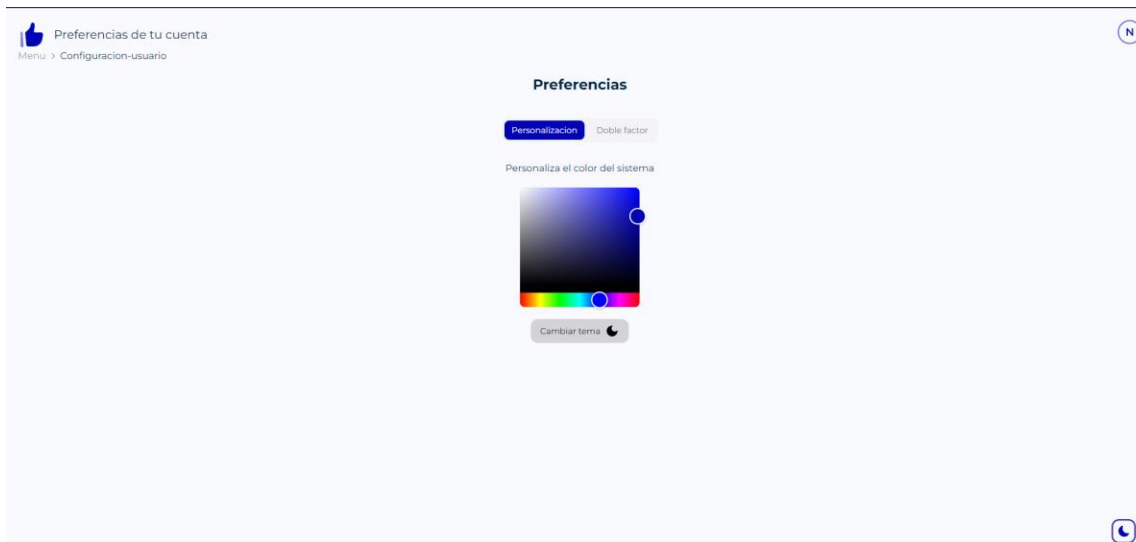 Preferencias de tu cuenta
N
Menu > Configuracion-usuario
Preferencias
Personalizacion
Doble factor
Personaliza el color del sistema
Cambiar tema